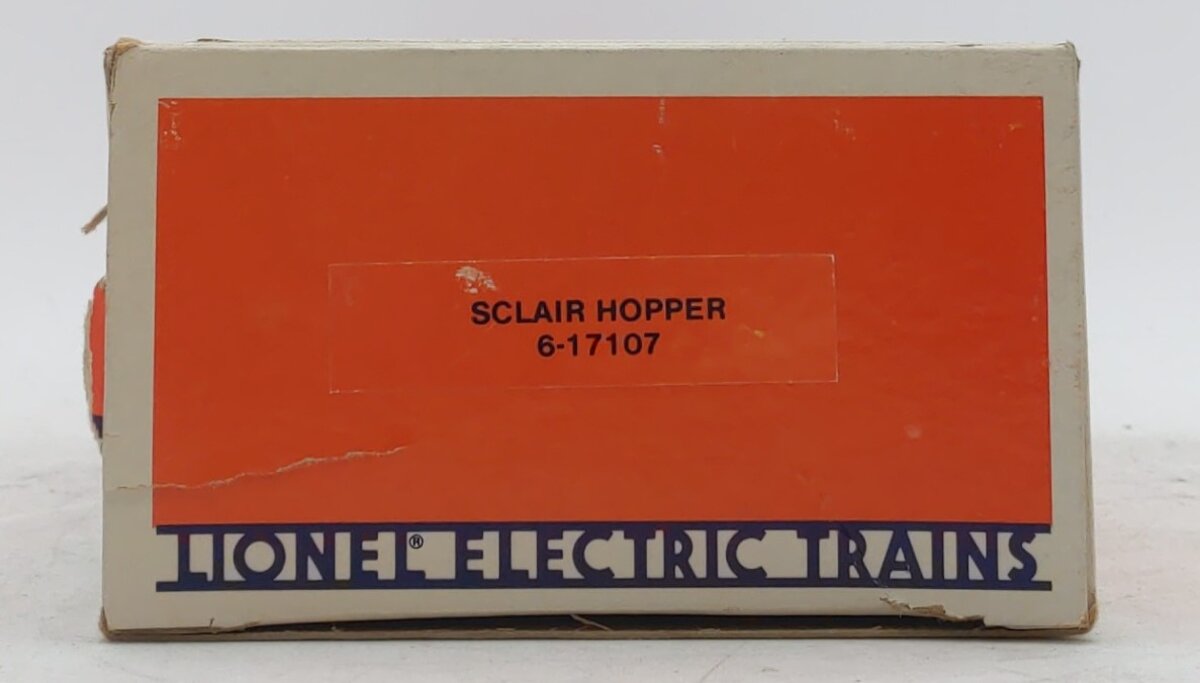 SCLAIR HOPPER
6-17107
LIONEL® ELECTRIC TRAINS